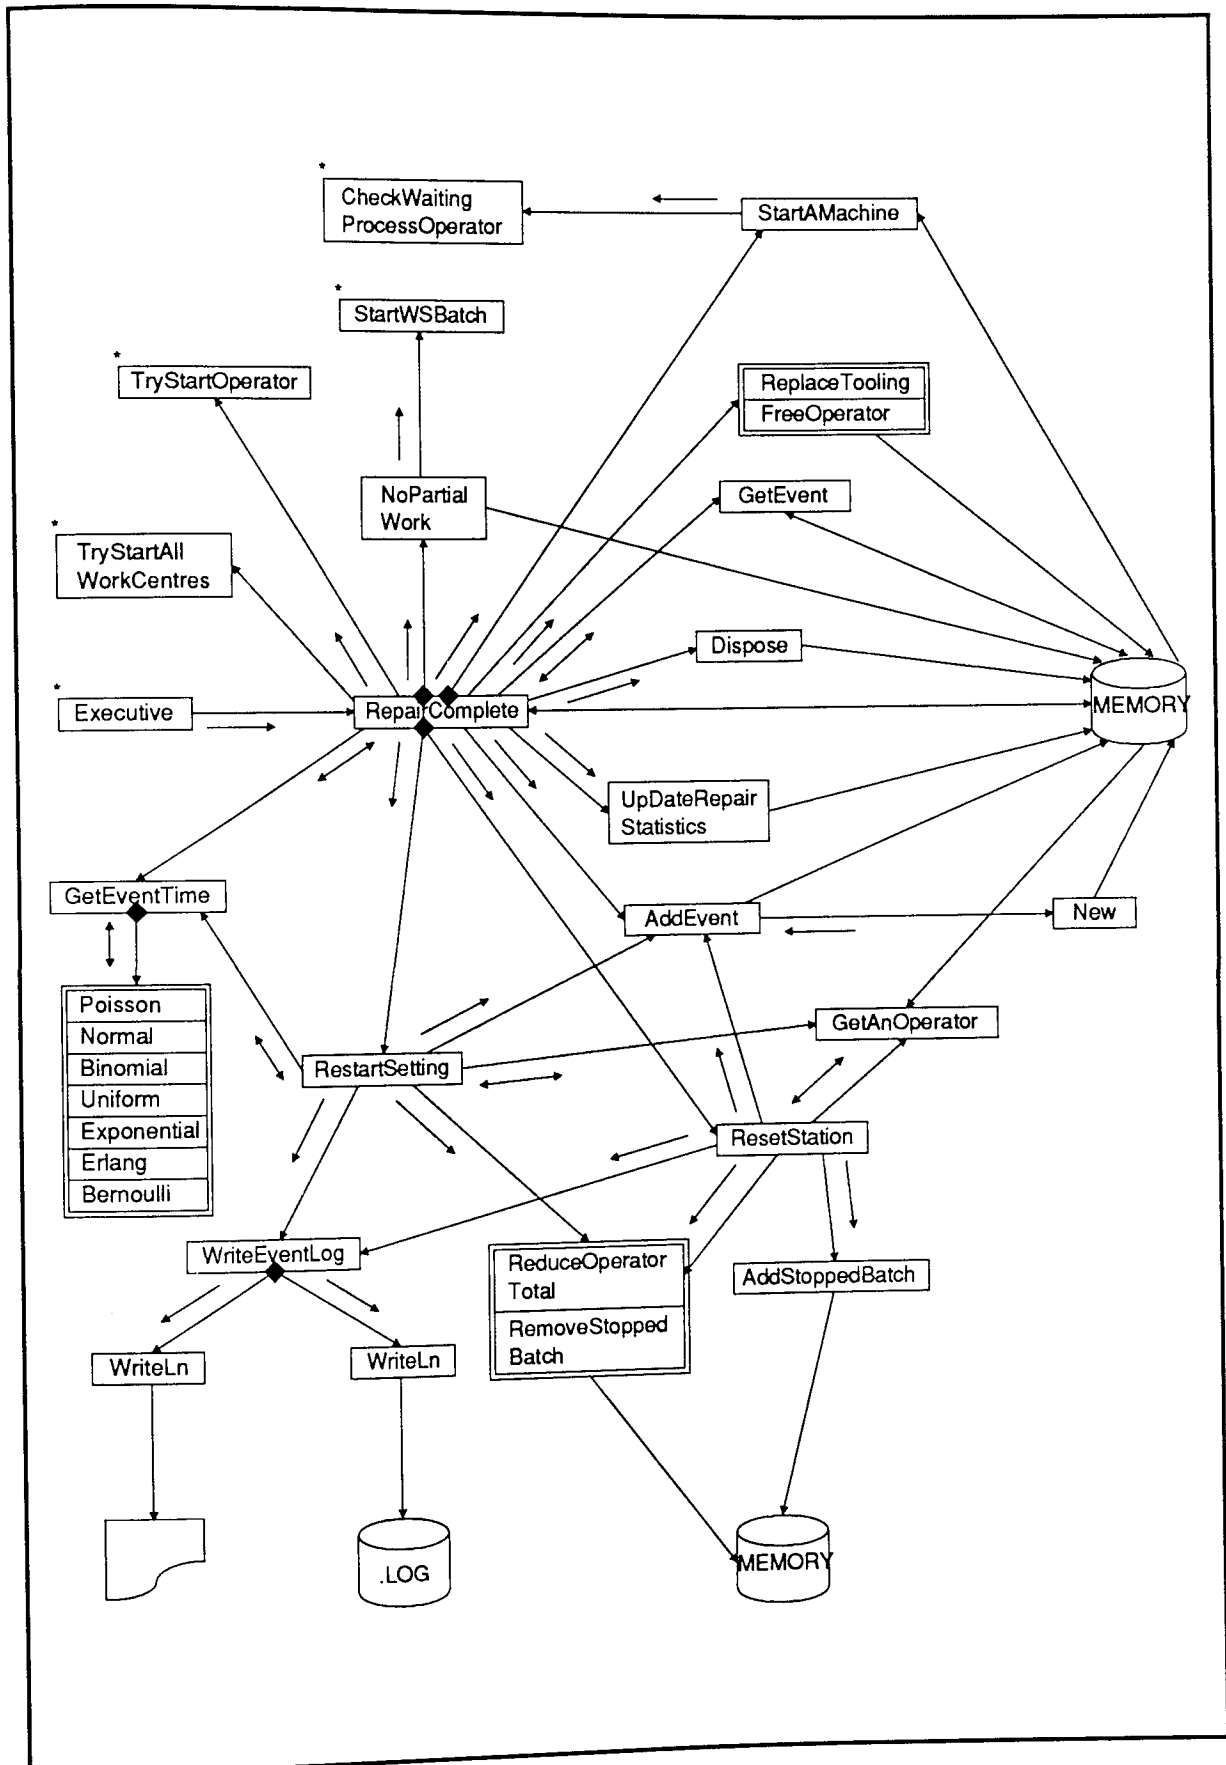 *
CheckWaiting
ProcessOperator
StartAMachine
*
StartWSBatch
*
TryStartOperator
ReplaceTooling
FreeOperator
NoPartial
Work
GetEvent
*
TryStartAll
WorkCentres
Dispose
*
Executive
RepairComplete
MEMORY
UpDateRepair
Statistics
GetEventTime
AddEvent
New
Poisson
Normal
Binomial
Uniform
Exponential
Erlang
Bernoulli
GetAnOperator
RestartSetting
ResetStation
WriteEventLog
ReduceOperator
Total
RemoveStopped
Batch
AddStoppedBatch
WriteLn
WriteLn
.LOG
MEMORY